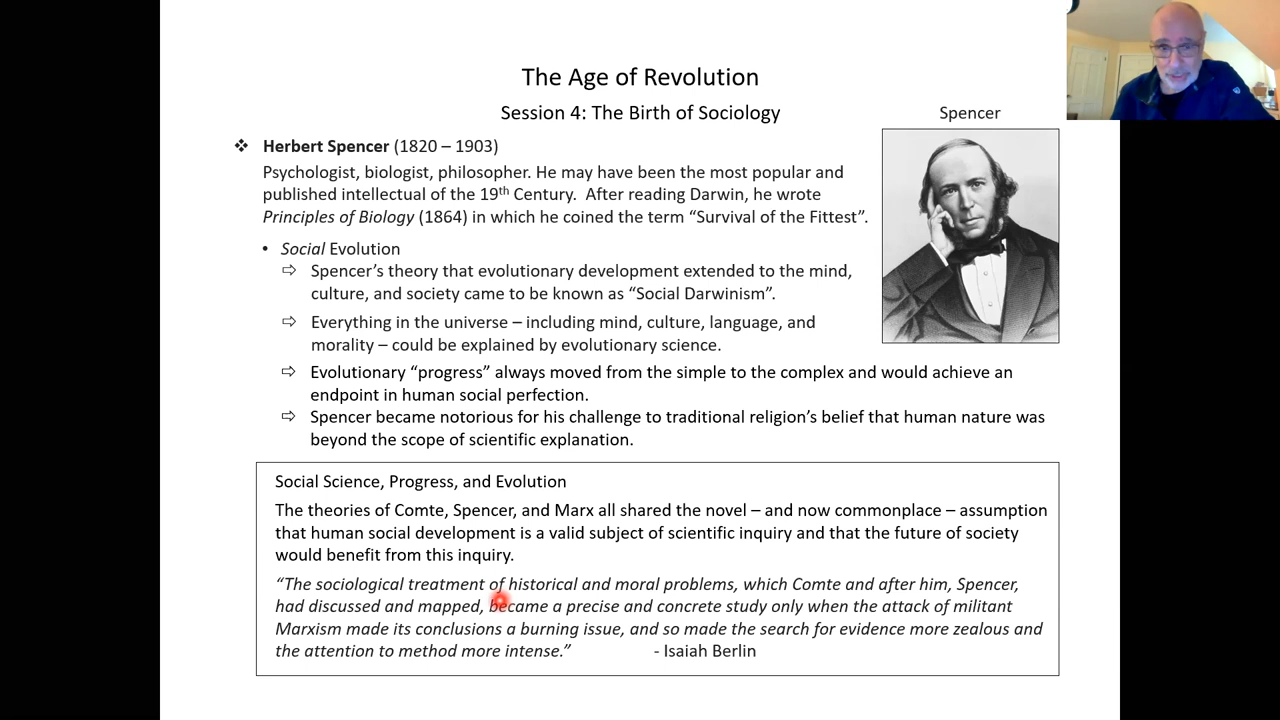 The Age of Revolution
Session 4: The Birth of Sociology
Spencer
❖ Herbert Spencer (1820 – 1903)
Psychologist, biologist, philosopher. He may have been the most popular and
published intellectual of the 19th Century. After reading Darwin, he wrote
Principles of Biology (1864) in which he coined the term “Survival of the Fittest”.
• Social Evolution
⇨ Spencer’s theory that evolutionary development extended to the mind,
culture, and society came to be known as “Social Darwinism”.
⇨ Everything in the universe – including mind, culture, language, and
morality – could be explained by evolutionary science.
⇨ Evolutionary “progress” always moved from the simple to the complex and would achieve an
endpoint in human social perfection.
⇨ Spencer became notorious for his challenge to traditional religion’s belief that human nature was
beyond the scope of scientific explanation.
Social Science, Progress, and Evolution
The theories of Comte, Spencer, and Marx all shared the novel – and now commonplace – assumption
that human social development is a valid subject of scientific inquiry and that the future of society
would benefit from this inquiry.
“The sociological treatment of historical and moral problems, which Comte and after him, Spencer,
had discussed and mapped, became a precise and concrete study only when the attack of militant
Marxism made its conclusions a burning issue, and so made the search for evidence more zealous and
the attention to method more intense.” - Isaiah Berlin